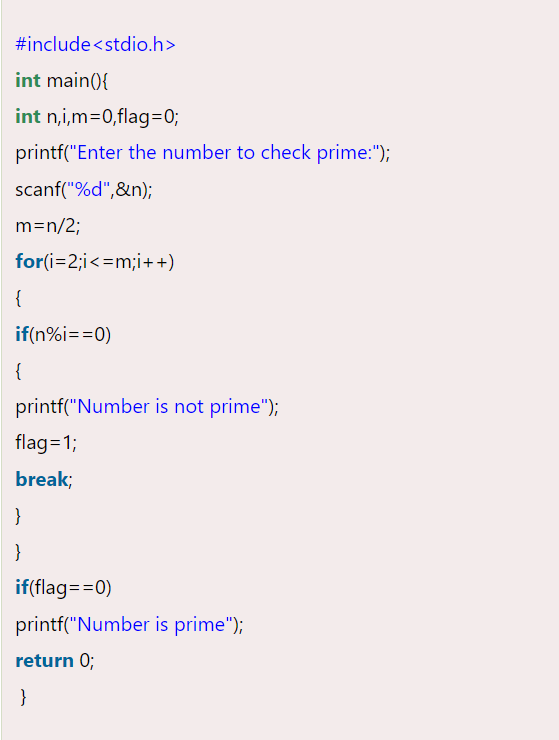 #include<stdio.h>
int main(){
int n,i,m=0,flag=0;
printf("Enter the number to check prime:");
scanf("%d",&n);
m=n/2;
for(i=2;i<=m;i++)
{
if(n%i==0)
{
printf("Number is not prime");
flag=1;
break;
}
}
if(flag==0)
printf("Number is prime");
return 0;
}